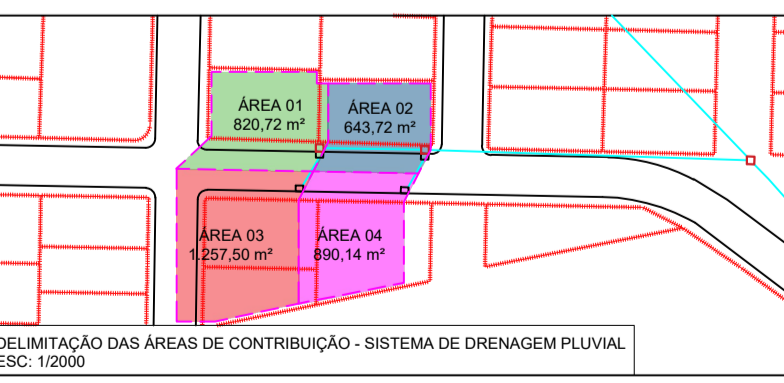 ÁREA 01
820,72 m²
ÁREA 02
643,72 m²
ÁREA 03
1.257,50 m²
ÁREA 04
890,14 m²
DELIMITAÇÃO DAS ÁREAS DE CONTRIBUIÇÃO - SISTEMA DE DRENAGEM PLUVIAL
ESC: 1/2000